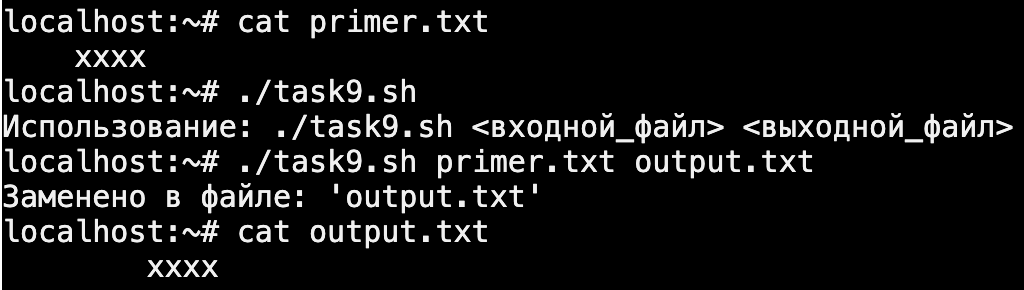 localhost:~# cat primer.txt
    xxxx
localhost:~# ./task9.sh
Использование: ./task9.sh <входной_файл> <выходной_файл>
localhost:~# ./task9.sh primer.txt output.txt
Заменено в файле: 'output.txt'
localhost:~# cat output.txt
        xxxx